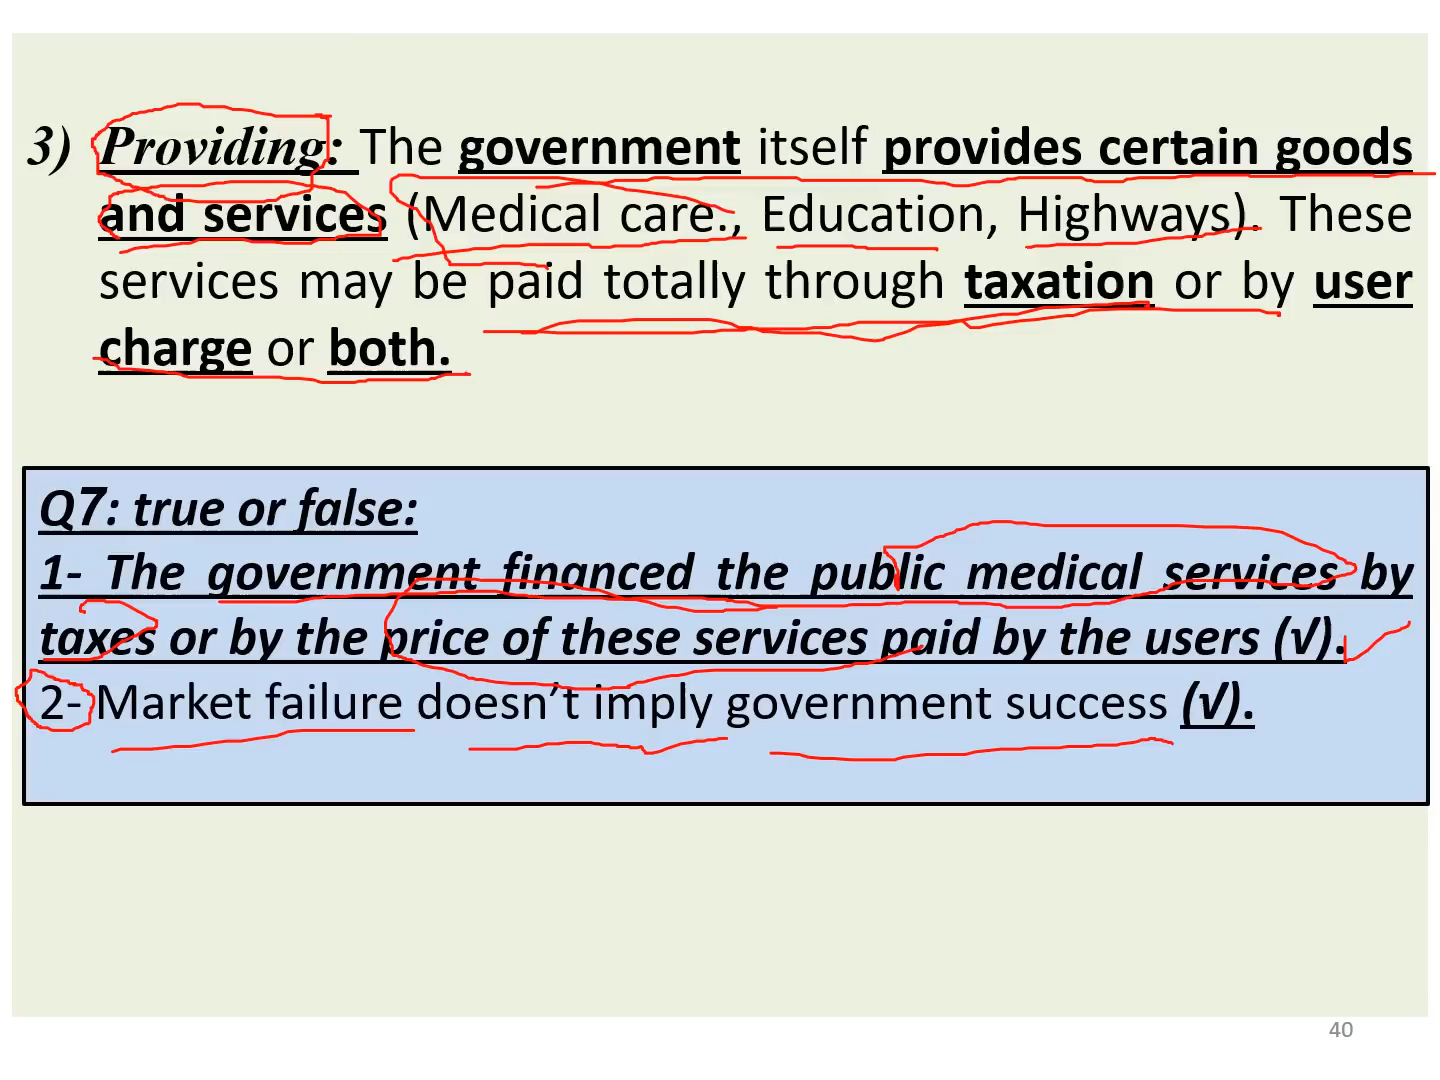 3) Providing: The government itself provides certain goods
and services (Medical care., Education, Highways). These
services may be paid totally through taxation or by user
charge or both.
Q7: true or false:
1- The government financed the public medical services by
taxes or by the price of these services paid by the users (√).
2- Market failure doesn’t imply government success (√).
40